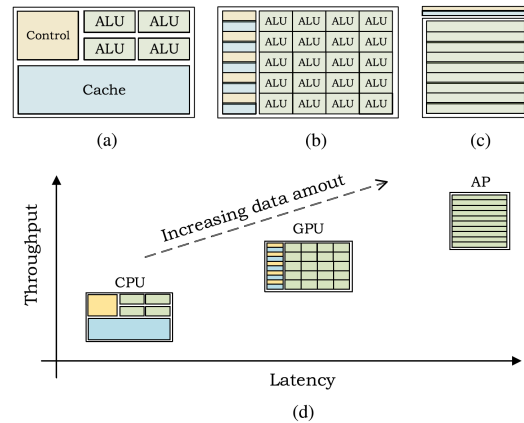 Control
ALU ALU
ALU ALU
Cache
ALU ALU ALU ALU
ALU ALU ALU ALU
ALU ALU ALU ALU
ALU ALU ALU ALU
ALU ALU ALU ALU
(a)
(b)
(c)
Throughput
Increasing data amout
CPU
GPU
AP
Latency
(d)